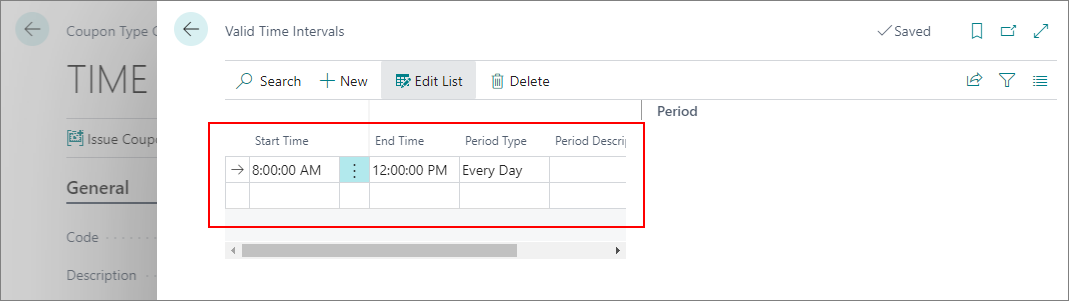 Coupon Type C
Valid Time Intervals
Saved
TIME
Search
New
Edit List
Delete
Issue Coupo
Period
Start Time End Time Period Type Period Descrip
8:00:00 AM 12:00:00 PM Every Day
General
Code
Description